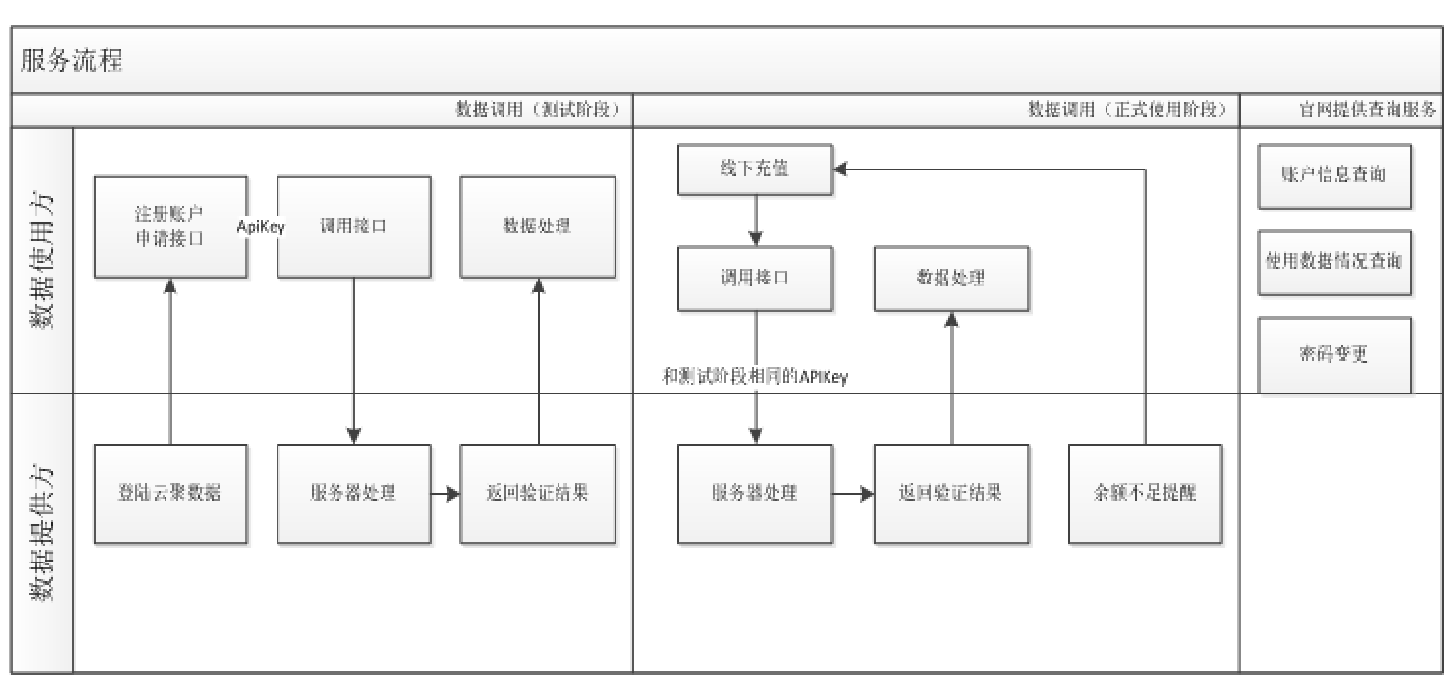 服务流程
数据调用（测试阶段）
数据调用（正式使用阶段）
官网提供查询服务
数据使用方
注册账户
申请接口
ApiKey
调用接口
数据处理
线下充值
调用接口
数据处理
和测试阶段相同的APIKey
账户信息查询
使用数据情况查询
密码变更
数据提供方
登陆云聚数据
服务器处理
返回验证结果
服务器处理
返回验证结果
余额不足提醒